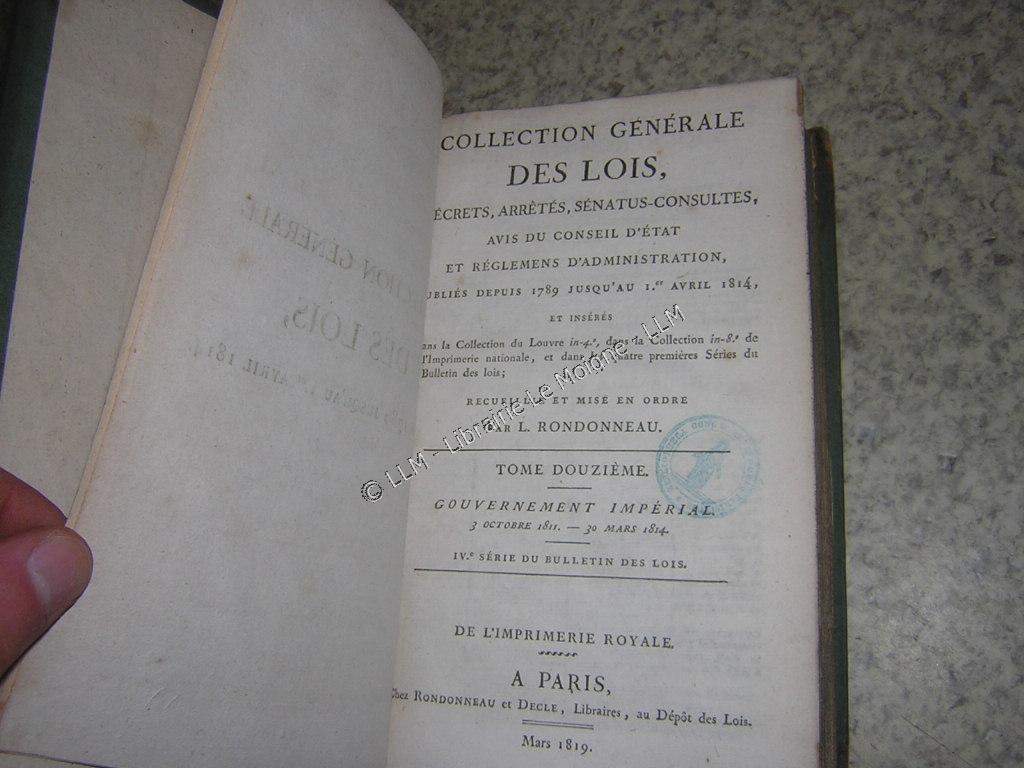 COLLECTION GÉNÉRALE
DES LOIS,
ÉCRETS, ARRÊTÉS, SÉNATUS-CONSULTES,
AVIS DU CONSEIL D'ÉTAT
ET RÉGLEMENS D'ADMINISTRATION,
UBLIÉS DEPUIS 1789 JUSQU'AU 1.er AVRIL 1814,
ET INSÉRÉS
ans la Collection du Louvre in-4.º, dans la Collection in-8.º de
l'Imprimerie nationale, et dans les quatre premières Séries du
Bulletin des lois;
RECUEILLIE ET MISE EN ORDRE
PAR L. RONDONNEAU.
TOME DOUZIÈME.
GOUVERNEMENT IMPÉRIAL.
3 OCTOBRE 1811. — 30 MARS 1814.
IV.e SÉRIE DU BULLETIN DES LOIS.
DE L'IMPRIMERIE ROYALE.
A PARIS,
Chez RONDONNEAU et DECLE, Libraires, au Dépôt des Lois.
Mars 1819.
© LLM - Librairie Le Moigne - LLM